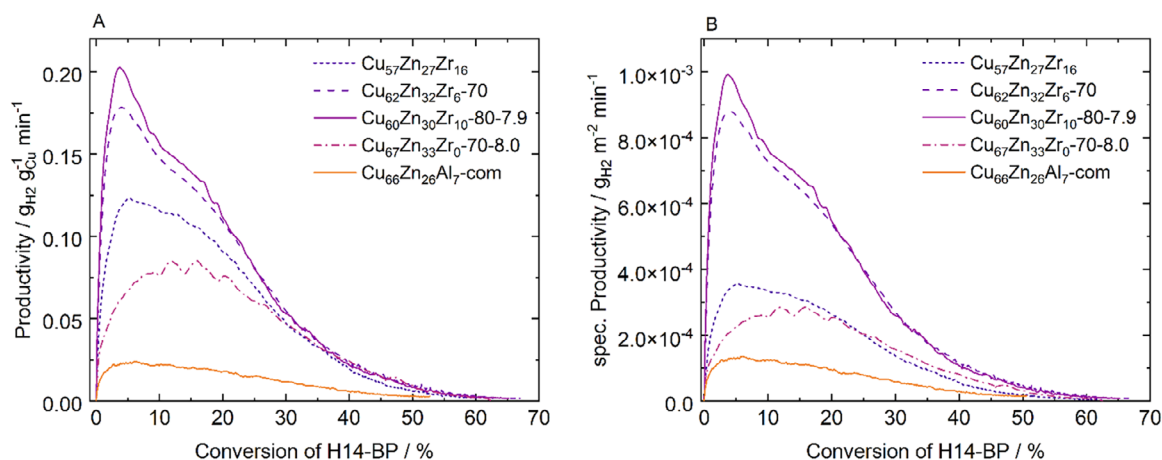 A
Productivity / g_H2 g_Cu^-1 min^-1
0.20
0.15
0.10
0.05
0.00
Cu57Zn27Zr16
Cu62Zn32Zr6-70
Cu60Zn30Zr10-80-7.9
Cu67Zn33Zr0-70-8.0
Cu66Zn26Al7-com
0 10 20 30 40 50 60 70
Conversion of H14-BP / %
B
spec. Productivity / g_H2 m^-2 min^-1
1.0×10^-3
8.0×10^-4
6.0×10^-4
4.0×10^-4
2.0×10^-4
0.0
Cu57Zn27Zr16
Cu62Zn32Zr6-70
Cu60Zn30Zr10-80-7.9
Cu67Zn33Zr0-70-8.0
Cu66Zn26Al7-com
0 10 20 30 40 50 60 70
Conversion of H14-BP / %